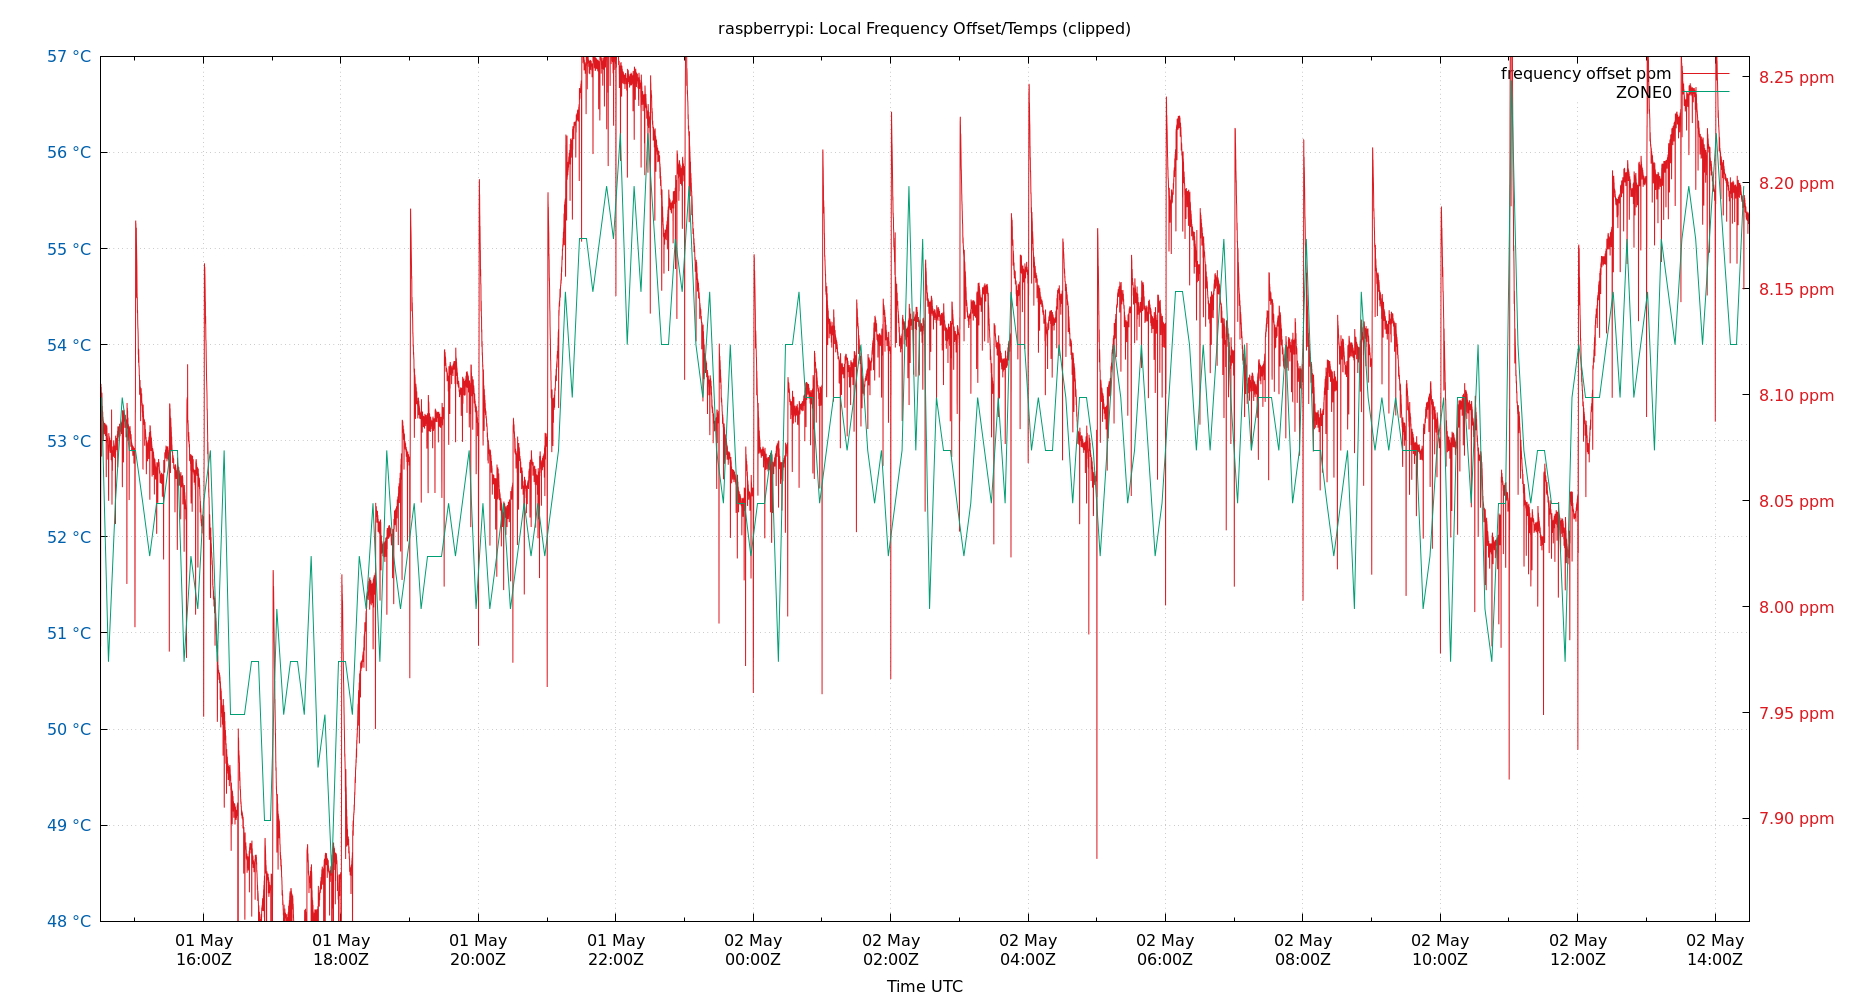 raspberrypi: Local Frequency Offset/Temps (clipped)
57 °C
56 °C
55 °C
54 °C
53 °C
52 °C
51 °C
50 °C
49 °C
48 °C
frequency offset ppm
ZONE0
8.25 ppm
8.20 ppm
8.15 ppm
8.10 ppm
8.05 ppm
8.00 ppm
7.95 ppm
7.90 ppm
01 May 01 May 01 May 01 May 02 May 02 May 02 May 02 May 02 May 02 May 02 May 02 May
16:00Z 18:00Z 20:00Z 22:00Z 00:00Z 02:00Z 04:00Z 06:00Z 08:00Z 10:00Z 12:00Z 14:00Z
Time UTC